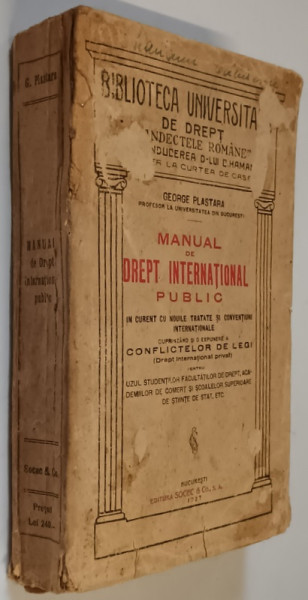 G. Plastara
MANUAL
de Drept
Internațional
public
Socec & Co.
Prețul
Lei 240
BIBLIOTECA UNIVERSITA
DE DREPT
PANDECTELE ROMÂNE"
CONDUCEREA D-LUI C. HAMAN
LA CURTEA DE CAS
GEORGE PLASTARA
PROFESOR LA UNIVERSITATEA DIN BUCUREȘTI
MANUAL
DE
DREPT INTERNAȚIONAL
PUBLIC
IN CURENT CU NOUILE TRATATE ȘI CONVENȚIUNI
INTERNAȚIONALE
CUPRINZÂND ȘI O EXPUNERE A
CONFLICTELOR DE LEGI
(Drept internațional privat)
PENTRU
UZUL STUDENȚILOR FACULTĂȚILOR DE DREPT, ACA-
DEMIILOR DE COMERȚ ȘI ȘCOALELOR SUPERIOARE
DE ȘTIINȚE DE STAT, ETC.
BUCUREȘTI
EDITURA SOCEC & CO., S. A.
1927